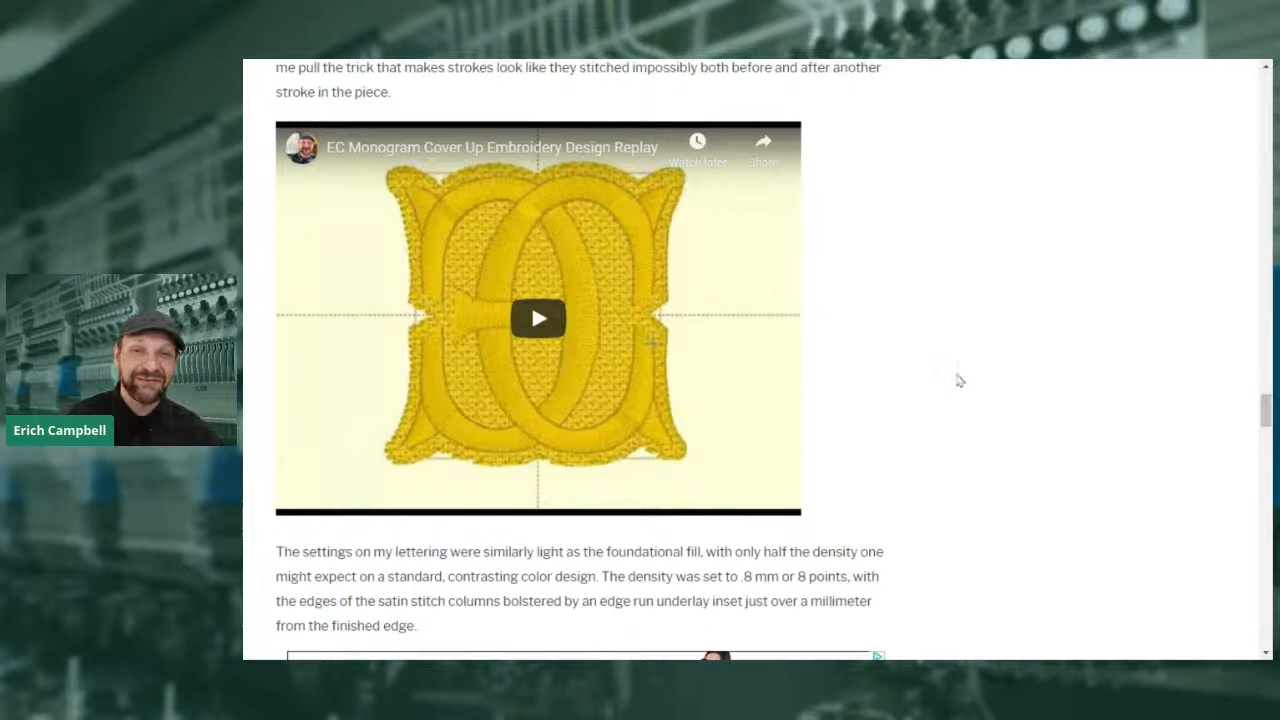 me pull the trick that makes strokes look like they stitched impossibly both before and after another
stroke in the piece.
EC Monogram Cover Up Embroidery Design Replay
Watch later
Share
Erich Campbell
The settings on my lettering were similarly light as the foundational fill, with only half the density one
might expect on a standard, contrasting color design. The density was set to .8 mm or 8 points, with
the edges of the satin stitch columns bolstered by an edge run underlay inset just over a millimeter
from the finished edge.